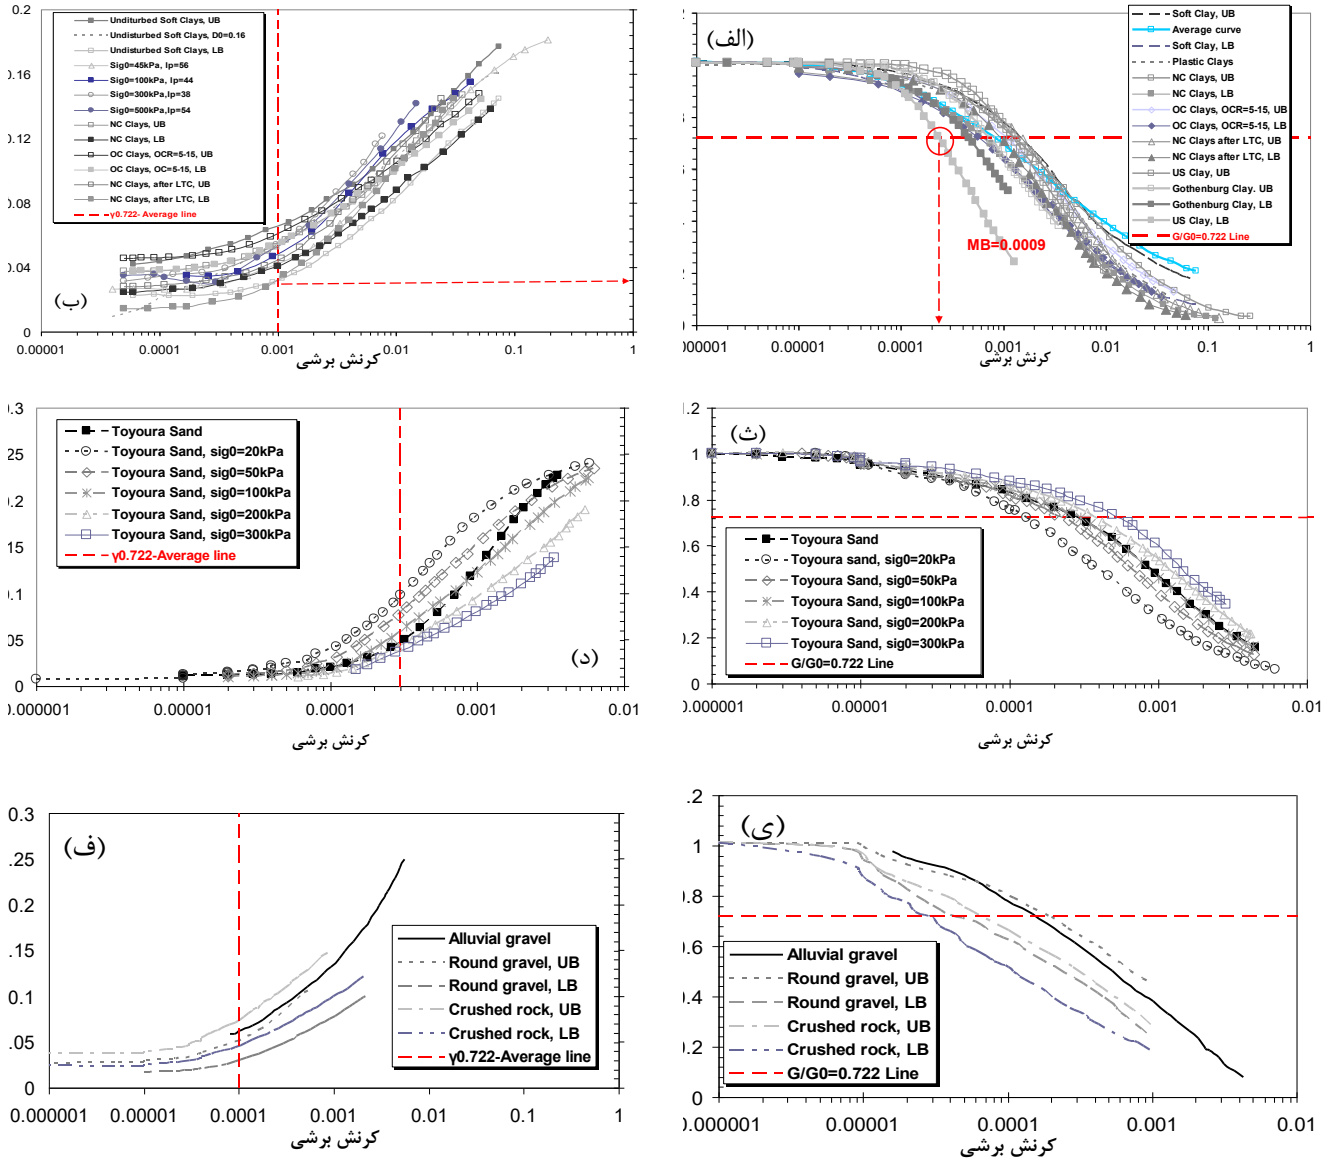 (ب)
0.16
0.12
0.08
0.04
0
Unditurbed Soft Clays, UB
Undisturbed Soft Clays, D0=0.16
Undisturbed Soft Clays, LB
Sig0=45kPa, Ip=56
Sig0=100kPa, Ip=44
Sig0=300kPa,Ip=38
Sig0=500kPa,Ip=54
NC Clays, UB
NC Clays, LB
OC Clays, OCR=5-15, UB
OC Clays, OC=5-15, LB
NC Clays, after LTC, UB
NC Clays, after LTC, LB
γ0.722- Average line
0.00001
0.0001
0.001
0.01
0.1
1
کرنش برشی
(الف)
Soft Clay, UB
Average curve
Soft Clay, LB
Plastic Clays
NC Clays, UB
NC Clays, LB
OC Clays, OCR=5-15, UB
OC Clays, OCR=5-15, LB
NC Clays after LTC, UB
NC Clays after LTC, LB
US Clay, UB
Gothenburg Clay. UB
Gothenburg Clay, LB
US Clay, LB
G/G0=0.722 Line
MB=0.0009
0.00001
0.0001
0.001
0.01
0.1
1
کرنش برشی
(د)
Toyoura Sand
Toyoura Sand, sig0=20kPa
Toyoura Sand, sig0=50kPa
Toyoura Sand, sig0=100kPa
Toyoura Sand, sig0=200kPa
Toyoura Sand, sig0=300kPa
γ0.722-Average line
0
0.00001
0.0001
0.001
0.01
کرنش برشی
(ث)
1
0.8
0.6
0.4
0.2
0
Toyoura Sand
Toyoura sand, sig0=20kPa
Toyoura Sand, sig0=50kPa
Toyoura Sand, sig0=100kPa
Toyoura Sand, sig0=200kPa
Toyoura Sand, sig0=300kPa
G/G0=0.722 Line
0.00001
0.0001
0.001
0.01
کرنش برشی
(ف)
0.3
0.2
0.1
0
Alluvial gravel
Round gravel, UB
Round gravel, LB
Crushed rock, UB
Crushed rock, LB
γ0.722-Average line
0.000001
0.00001
0.0001
0.001
0.01
0.1
1
کرنش برشی
(ی)
1
0.8
0.6
0.4
0.2
0
Alluvial gravel
Round gravel, UB
Round gravel, LB
Crushed rock, UB
Crushed rock, LB
G/G0=0.722 Line
0.000001
0.00001
0.0001
0.001
0.01
کرنش برشی